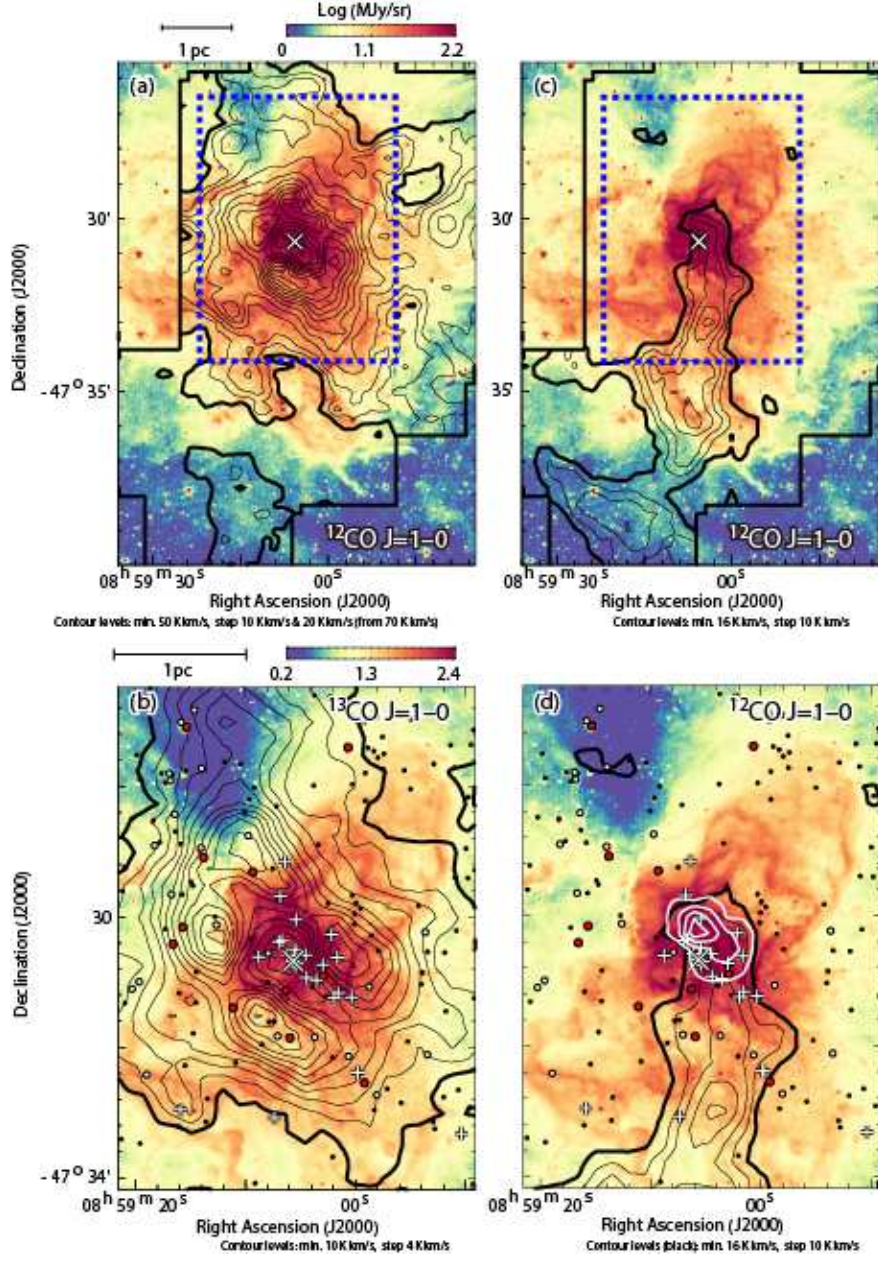 Log (MJy/sr)
1 pc
0 1.1 2.2
(a)
(c)
30'
30'
-47° 35'
35'
Declination (J2000)
12CO J=1–0
12CO J=1–0
08h 59m 30s 00s
08h 59m 30s 00s
Right Ascension (J2000)
Right Ascension (J2000)
Contour levels: min. 50 K km/s, step 10 K km/s & 20 K km/s (from 70 K km/s)
Contour levels: min. 16 K km/s, step 10 K km/s
1pc
0.2 1.3 2.4
(b)
13CO J=1–0
(d)
12CO J=1–0
30
30
Declination (J2000)
-47° 34'
08h 59m 20s 00s
08h 59m 20s 00s
Right Ascension (J2000)
Right Ascension (J2000)
Contour levels: min. 10 K km/s, step 4 K km/s
Contour levels (black): min. 16 K km/s, step 10 K km/s